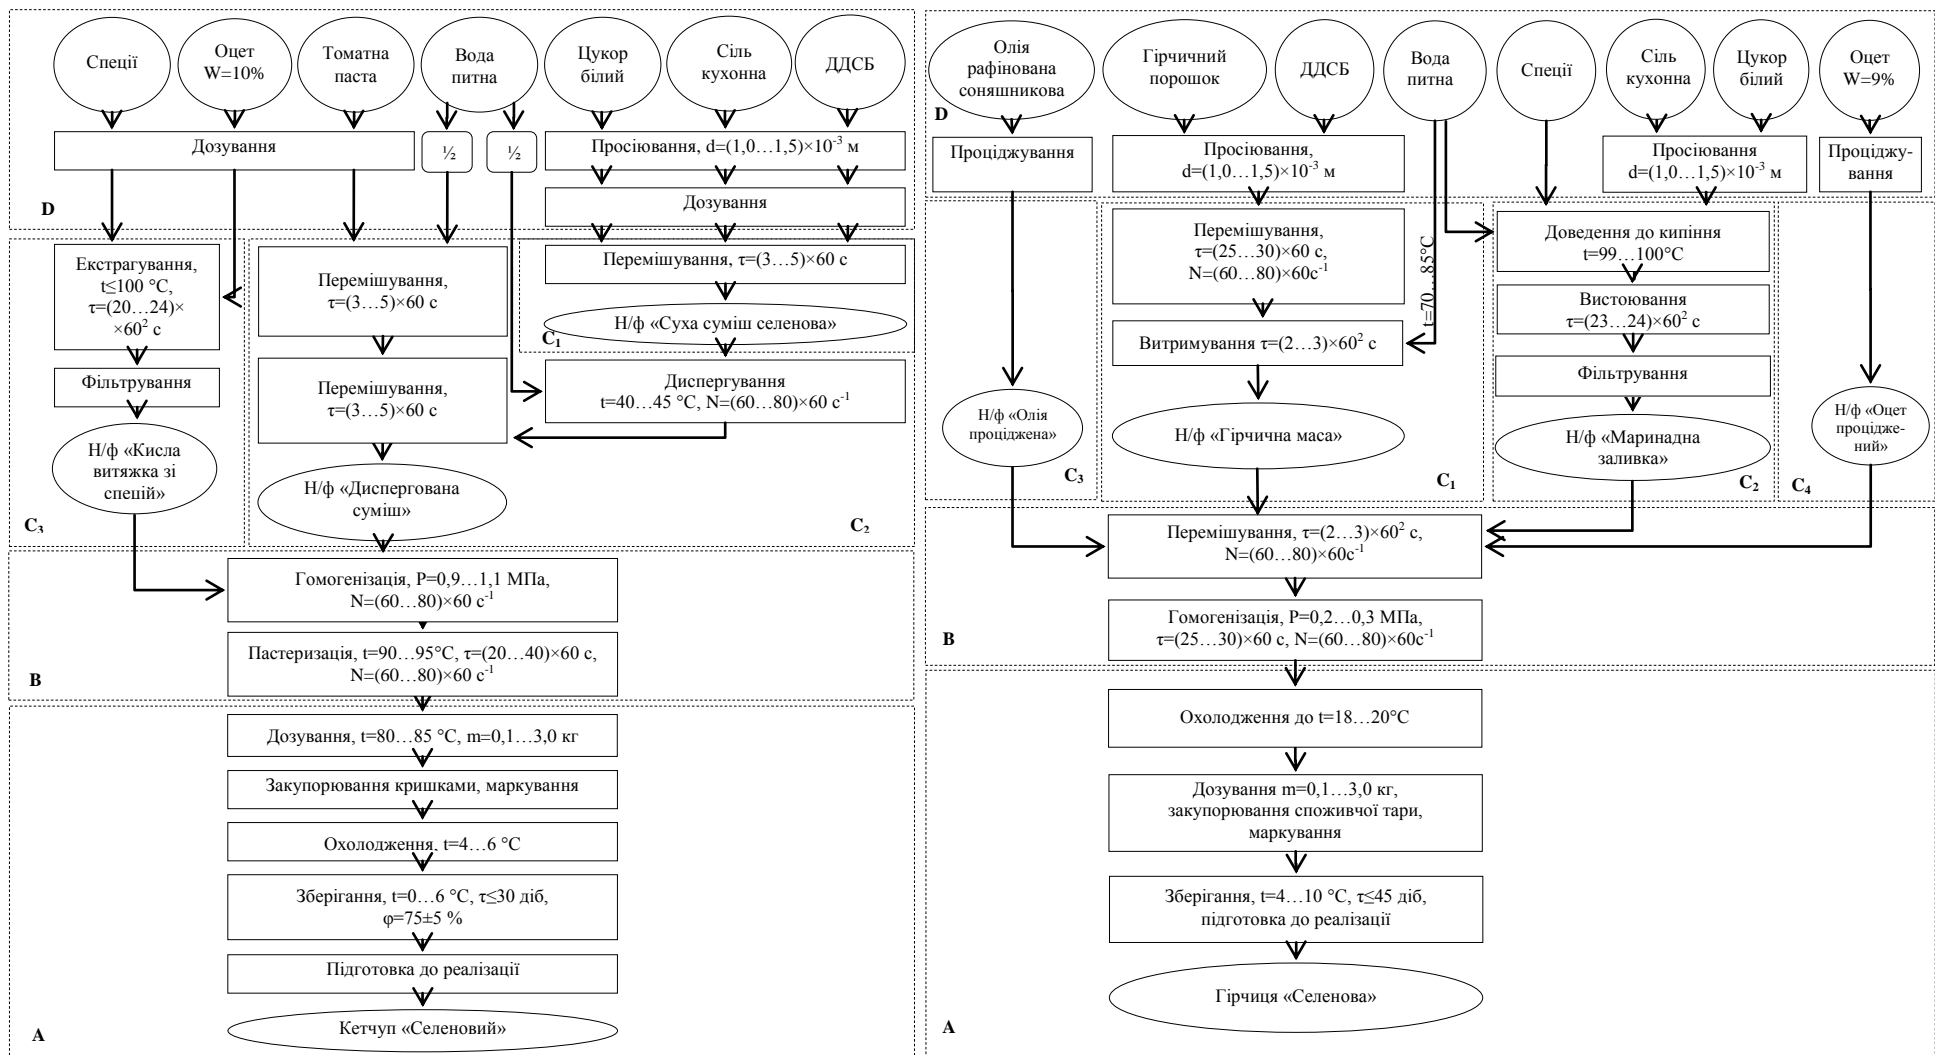 Спеції
Оцет
W=10%
Томатна
паста
Вода
питна
Цукор
білий
Сіль
кухонна
ДДСБ
Дозування
½
½
Просіювання, d=(1,0…1,5)×10⁻³ м
Дозування
D
Екстрагування,
t≤100 °С,
τ=(20…24)×
×60² с
Фільтрування
Н/ф «Кисла
витяжка зі
спецій»
C₃
Перемішування,
τ=(3…5)×60 с
Перемішування,
τ=(3…5)×60 с
Н/ф «Диспергована
суміш»
Перемішування, τ=(3…5)×60 с
Н/ф «Суха суміш селенова»
C₁
Диспергування
t=40…45 °С, N=(60…80)×60 с⁻¹
C₂
Гомогенізація, Р=0,9…1,1 МПа,
N=(60…80)×60 с⁻¹
Пастеризація, t=90…95°С, τ=(20…40)×60 с,
N=(60…80)×60 с⁻¹
B
Дозування, t=80…85 °С, m=0,1…3,0 кг
Закупорювання кришками, маркування
Охолодження, t=4…6 °С
Зберігання, t=0…6 °С, τ≤30 діб,
φ=75±5 %
Підготовка до реалізації
Кетчуп «Селеновий»
A
Олія
рафінована
соняшникова
Гірчичний
порошок
ДДСБ
Вода
питна
Спеції
Сіль
кухонна
Цукор
білий
Оцет
W=9%
D
Проціджування
Просіювання,
d=(1,0…1,5)×10⁻³ м
Просіювання
d=(1,0…1,5)×10⁻³ м
Проціджу-
вання
Н/ф «Олія
проціджена»
C₃
Перемішування,
τ=(25…30)×60 с,
N=(60…80)×60с⁻¹
t=70…85°С
Витримування τ=(2…3)×60² с
Н/ф «Гірчична маса»
C₁
Доведення до кипіння
t=99…100°С
Вистоювання
τ=(23…24)×60² с
Фільтрування
Н/ф «Маринадна
заливка»
C₂
Н/ф «Оцет
проціджe-
ний»
C₄
Перемішування, τ=(2…3)×60² с,
N=(60…80)×60с⁻¹
Гомогенізація, Р=0,2…0,3 МПа,
τ=(25…30)×60 с, N=(60…80)×60с⁻¹
B
Охолодження до t=18…20°С
Дозування m=0,1…3,0 кг,
закупорювання споживчої тари,
маркування
Зберігання, t=4…10 °С, τ≤45 діб,
підготовка до реалізації
Гірчиця «Селенова»
A